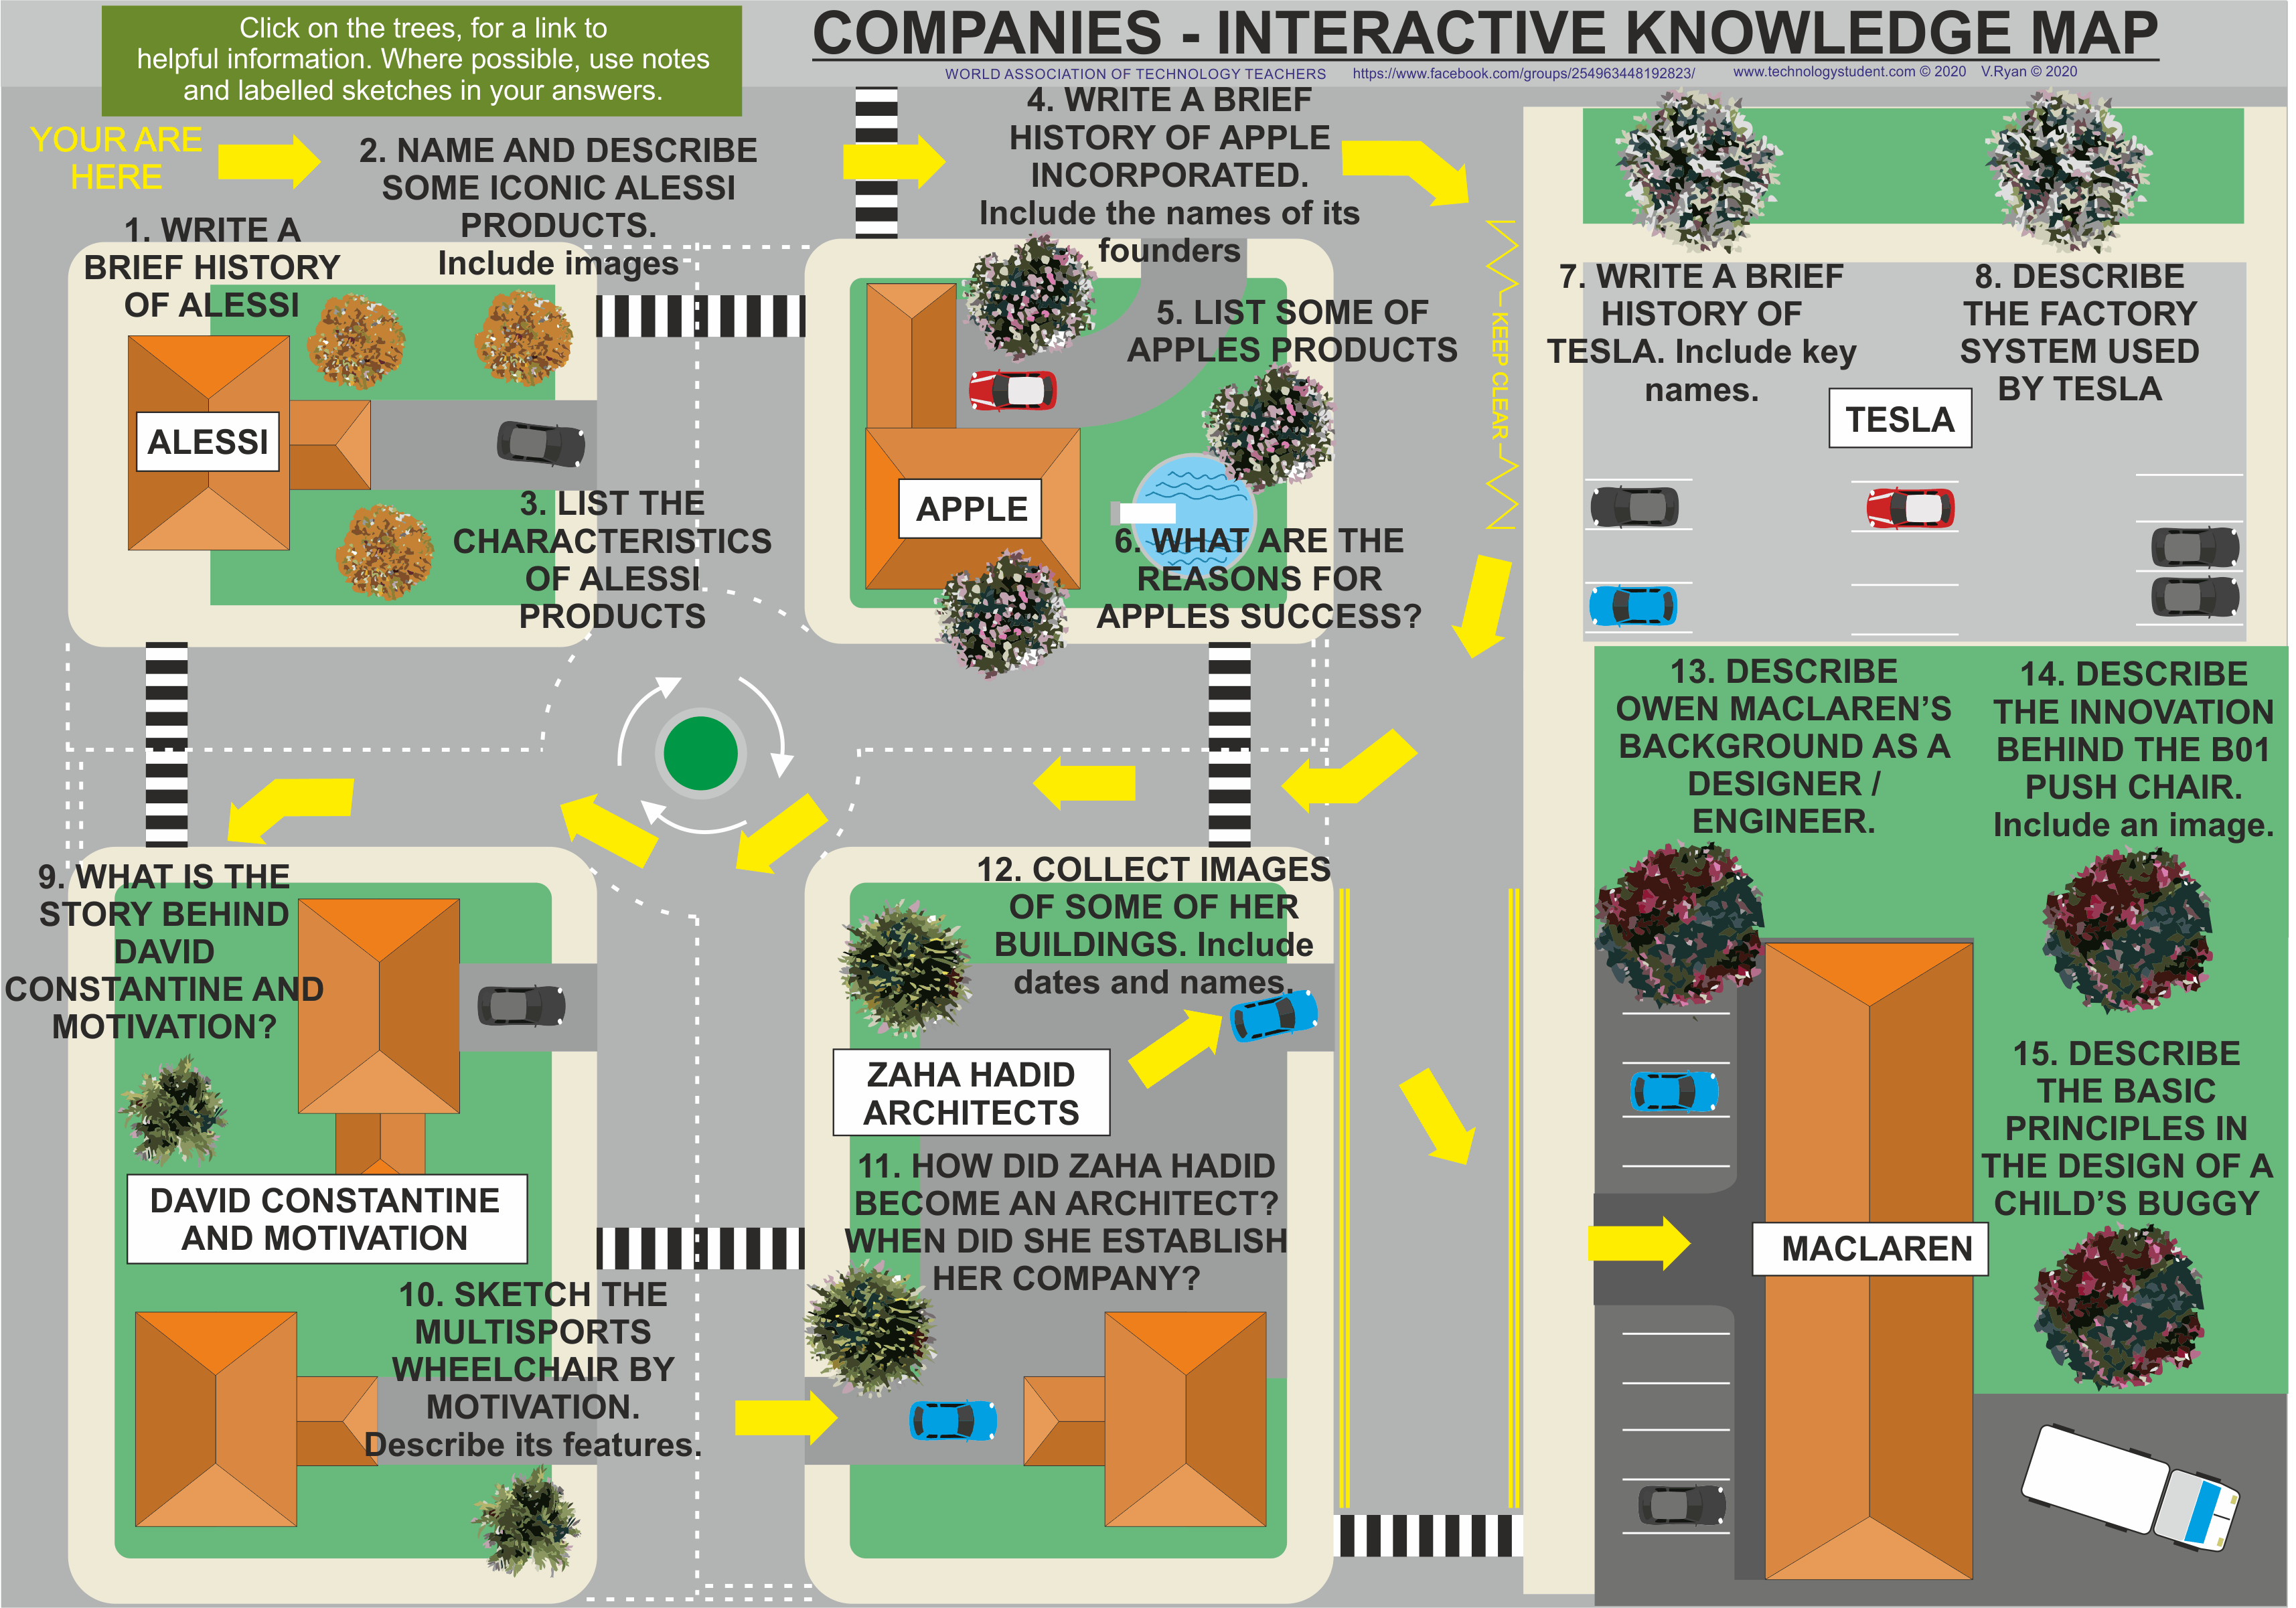 Click on the trees, for a link to
helpful information. Where possible, use notes
and labelled sketches in your answers.
COMPANIES - INTERACTIVE KNOWLEDGE MAP
WORLD ASSOCIATION OF TECHNOLOGY TEACHERS https://www.facebook.com/groups/254963448192823/ www.technologystudent.com © 2020 V.Ryan © 2020
YOUR ARE
HERE
1. WRITE A
BRIEF HISTORY
OF ALESSI
2. NAME AND DESCRIBE
SOME ICONIC ALESSI
PRODUCTS.
Include images
ALESSI
3. LIST THE
CHARACTERISTICS
OF ALESSI
PRODUCTS
4. WRITE A BRIEF
HISTORY OF APPLE
INCORPORATED.
Include the names of its
founders
5. LIST SOME OF
APPLES PRODUCTS
APPLE
6. WHAT ARE THE
REASONS FOR
APPLES SUCCESS?
KEEP CLEAR
7. WRITE A BRIEF
HISTORY OF
TESLA. Include key
names.
8. DESCRIBE
THE FACTORY
SYSTEM USED
BY TESLA
TESLA
9. WHAT IS THE
STORY BEHIND
DAVID
CONSTANTINE AND
MOTIVATION?
DAVID CONSTANTINE
AND MOTIVATION
10. SKETCH THE
MULTISPORTS
WHEELCHAIR BY
MOTIVATION.
Describe its features.
12. COLLECT IMAGES
OF SOME OF HER
BUILDINGS. Include
dates and names.
ZAHA HADID
ARCHITECTS
11. HOW DID ZAHA HADID
BECOME AN ARCHITECT?
WHEN DID SHE ESTABLISH
HER COMPANY?
13. DESCRIBE
OWEN MACLAREN'S
BACKGROUND AS A
DESIGNER /
ENGINEER.
14. DESCRIBE
THE INNOVATION
BEHIND THE B01
PUSH CHAIR.
Include an image.
15. DESCRIBE
THE BASIC
PRINCIPLES IN
THE DESIGN OF A
CHILD'S BUGGY
MACLAREN